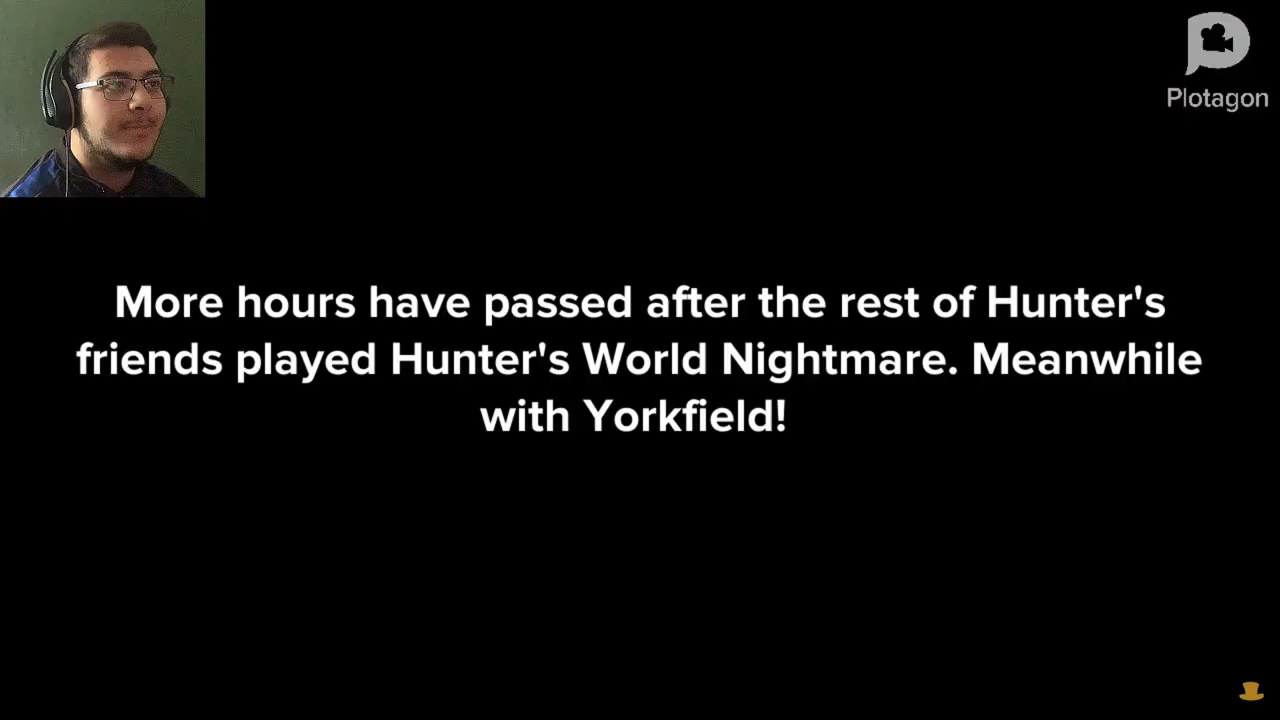 Plotagon
More hours have passed after the rest of Hunter's
friends played Hunter's World Nightmare. Meanwhile
with Yorkfield!